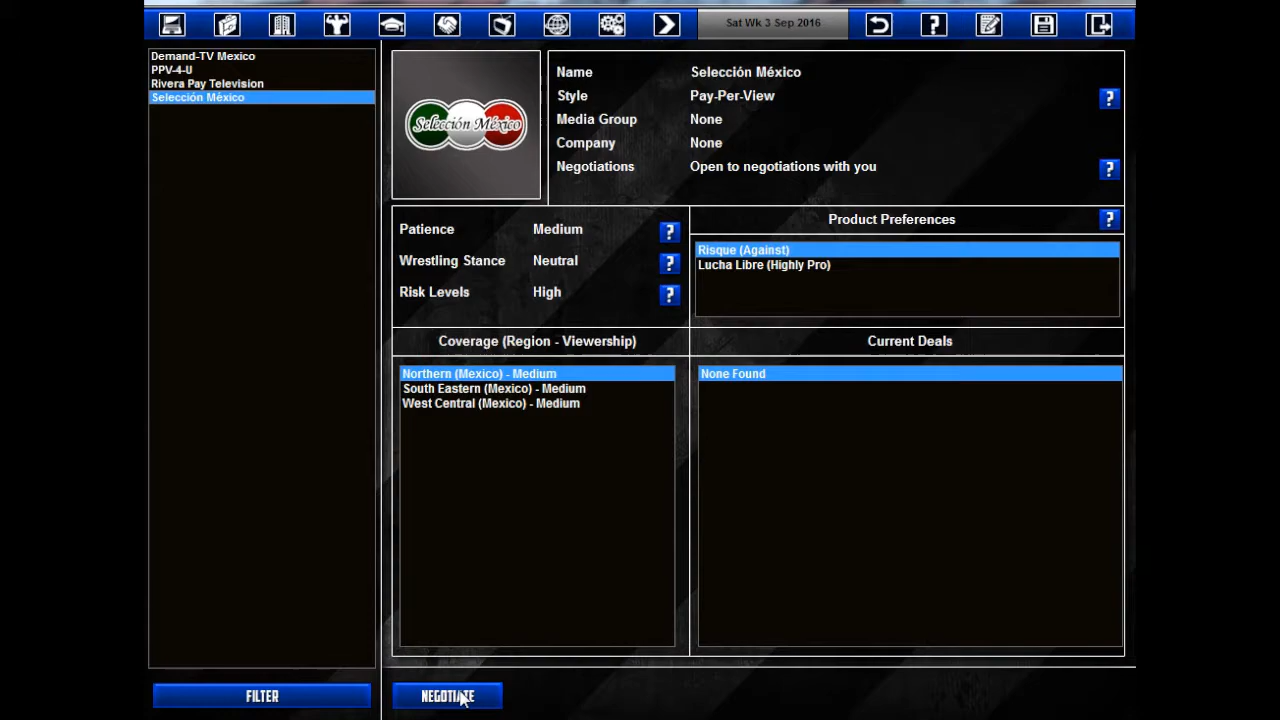 Sat Wk 3 Sep 2016
Demand-TV Mexico
PPV-4-U
Rivera Pay Television
Selección México
Selección México
Name Selección México
Style Pay-Per-View
Media Group None
Company None
Negotiations Open to negotiations with you
Patience Medium
Wrestling Stance Neutral
Risk Levels High
Product Preferences
Risque (Against)
Lucha Libre (Highly Pro)
Coverage (Region - Viewership)
Northern (Mexico) - Medium
South Eastern (Mexico) - Medium
West Central (Mexico) - Medium
Current Deals
None Found
FILTER
NEGOTIATE